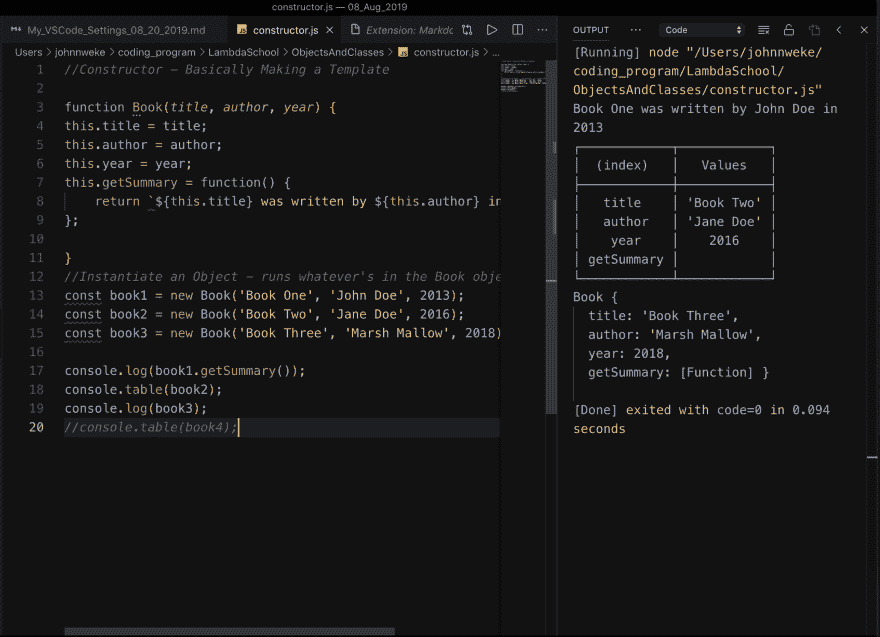 constructor.js — 08_Aug_2019
My_VSCode_Settings_08_20_2019.md
constructor.js
Extension: Markdo
Users > johnnweke > coding_program > LambdaSchool > ObjectsAndClasses > constructor.js > ...
1 //Constructor – Basically Making a Template
2
3 function Book(title, author, year) {
4 this.title = title;
5 this.author = author;
6 this.year = year;
7 this.getSummary = function() {
8 return `${this.title} was written by ${this.author} in
9 };
10
11 }
12 //Instantiate an Object – runs whatever's in the Book obje
13 const book1 = new Book('Book One', 'John Doe', 2013);
14 const book2 = new Book('Book Two', 'Jane Doe', 2016);
15 const book3 = new Book('Book Three', 'Marsh Mallow', 2018)
16
17 console.log(book1.getSummary());
18 console.table(book2);
19 console.log(book3);
20 //console.table(book4);
OUTPUT
Code
[Running] node "/Users/johnnweke/
coding_program/LambdaSchool/
ObjectsAndClasses/constructor.js"
Book One was written by John Doe in
2013
(index) Values
title 'Book Two'
author 'Jane Doe'
year 2016
getSummary
Book {
title: 'Book Three',
author: 'Marsh Mallow',
year: 2018,
getSummary: [Function] }
[Done] exited with code=0 in 0.094
seconds